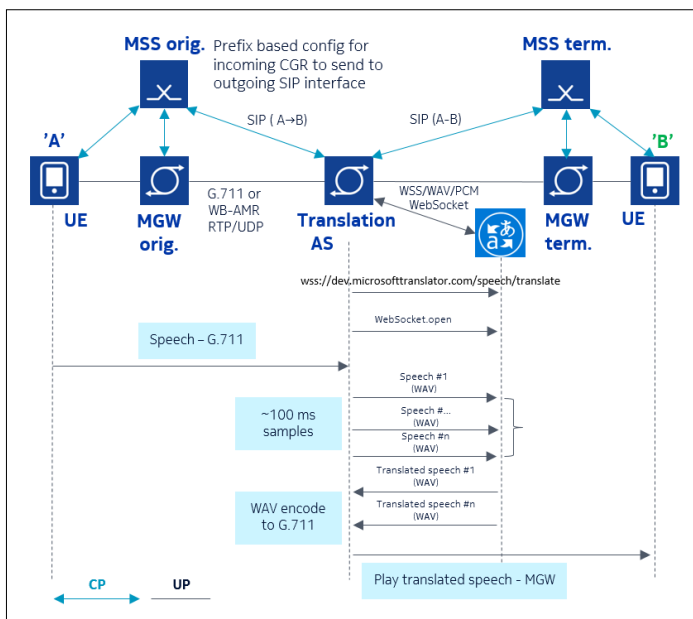 MSS orig.
Prefix based config for
incoming CGR to send to
outgoing SIP interface
MSS term.
'A'
SIP ( A→B)
SIP (A-B)
'B'
UE
MGW
orig.
G.711 or
WB-AMR
RTP/UDP
Translation
AS
WSS/WAV/PCM
WebSocket
a
あ
MGW
term.
UE
wss://dev.microsofttranslator.com/speech/translate
WebSocket.open
Speech – G.711
Speech #1
(WAV)
~100 ms
samples
Speech #...
(WAV)
Speech #n
(WAV)
Translated speech #1
(WAV)
WAV encode
to G.711
Translated speech #n
(WAV)
Play translated speech - MGW
CP
UP